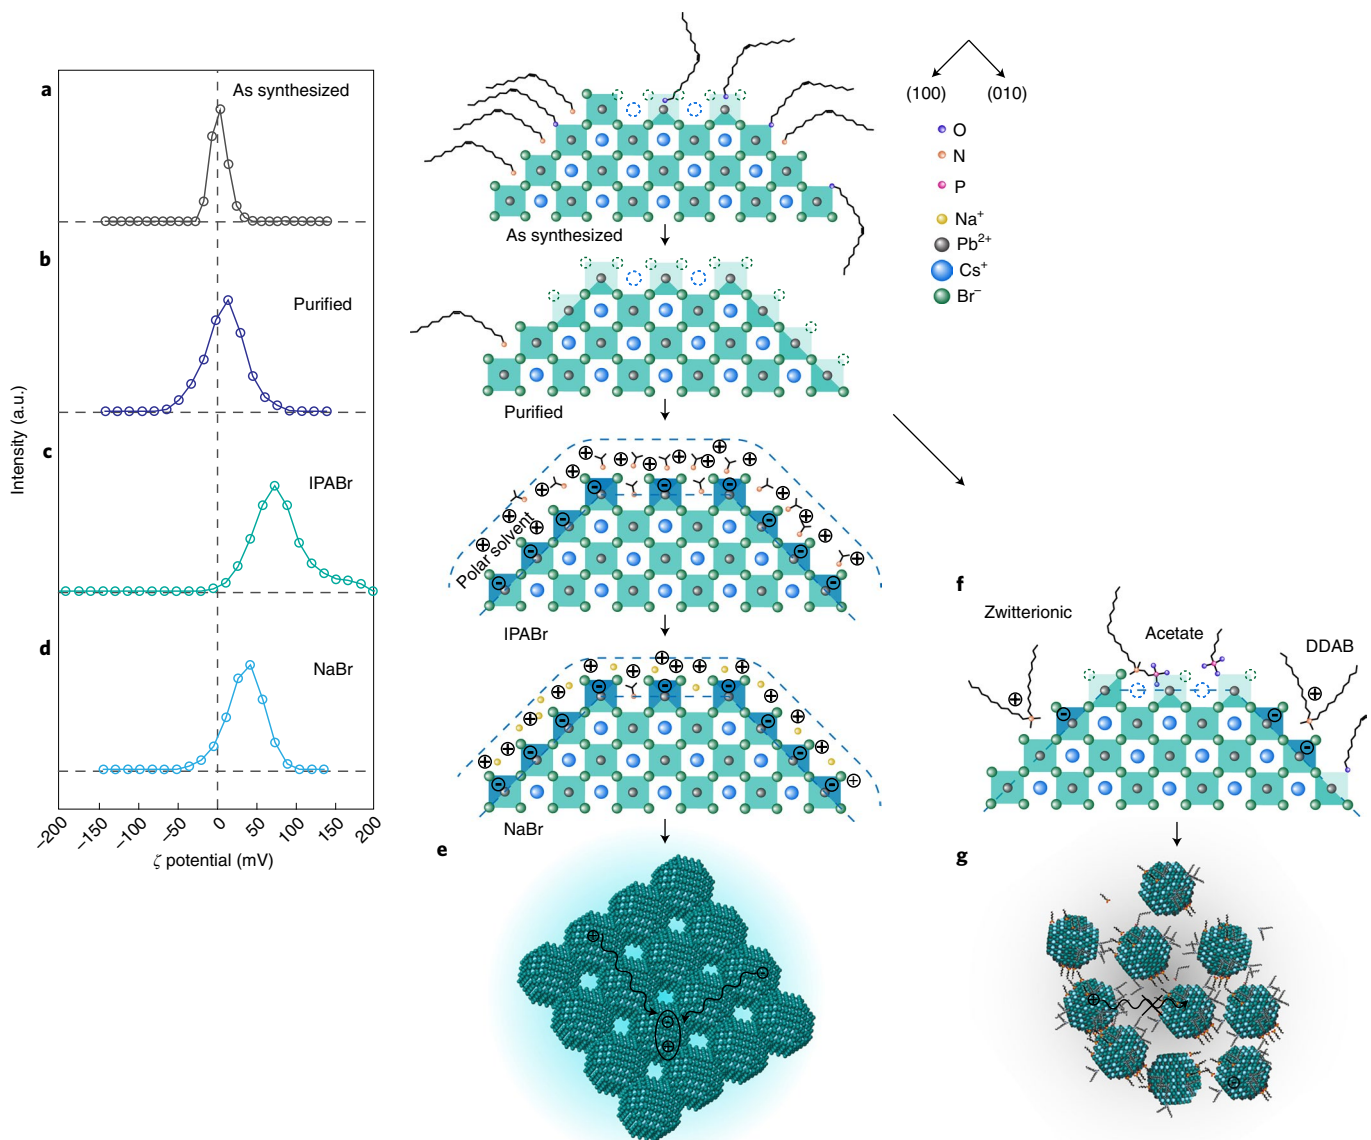 a
As synthesized
b
Purified
c
IPABr
d
NaBr
Intensity (a.u.)
−200
−150
−100
−50
0
50
100
150
200
ζ potential (mV)
As synthesized
Purified
Polar solvent
IPABr
NaBr
(100)
(010)
O
N
P
Na⁺
Pb²⁺
Cs⁺
Br⁻
e
f
Zwitterionic
Acetate
DDAB
g